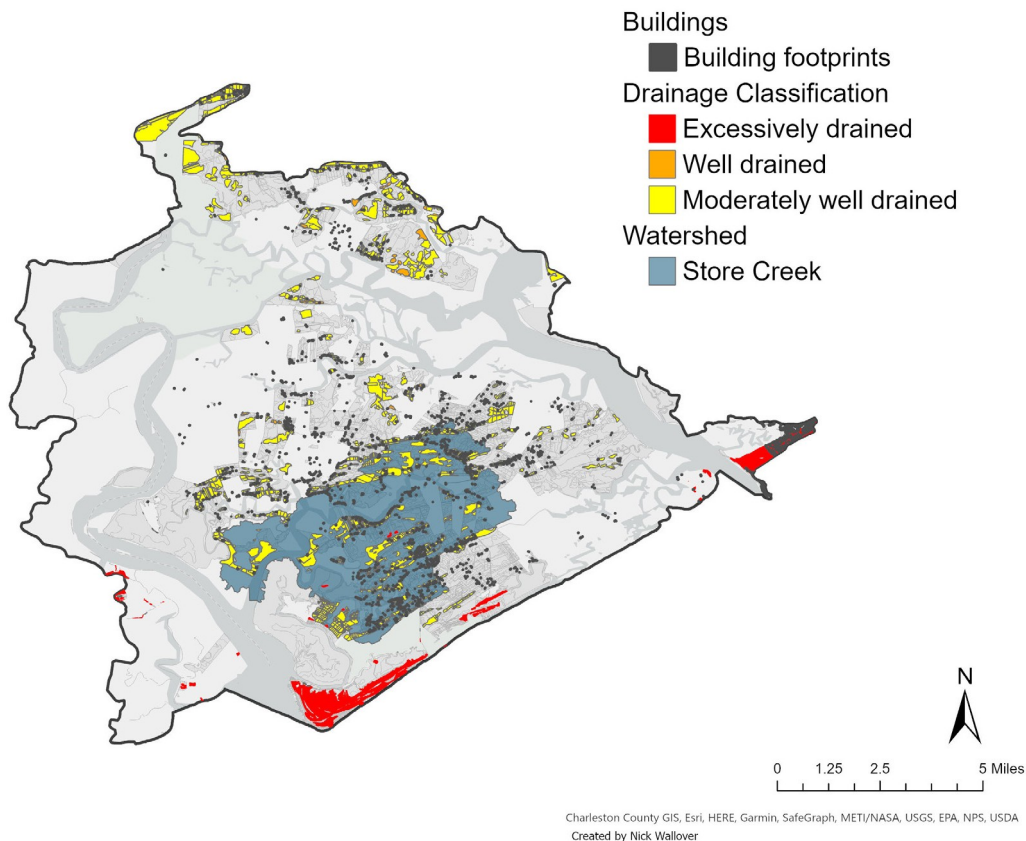 Buildings
Building footprints
Drainage Classification
Excessively drained
Well drained
Moderately well drained
Watershed
Store Creek
N
0 1.25 2.5 5 Miles
Charleston County GIS, Esri, HERE, Garmin, SafeGraph, METI/NASA, USGS, EPA, NPS, USDA
Created by Nick Wallover